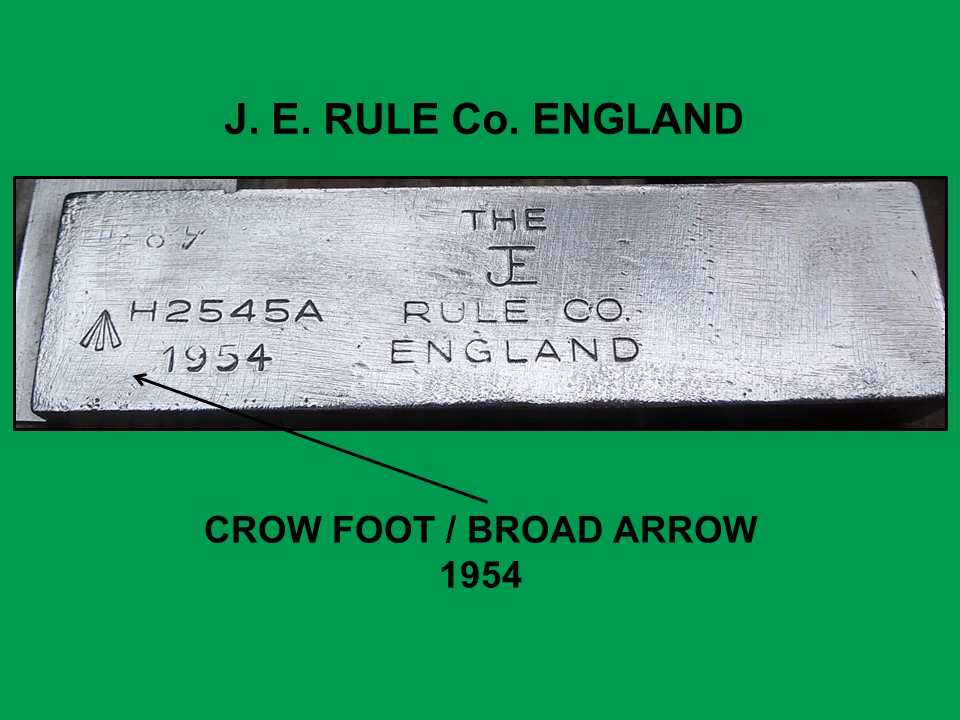 J. E. RULE Co. ENGLAND
THE
JE
RULE CO.
ENGLAND
H2545A
1954
CROW FOOT / BROAD ARROW
1954